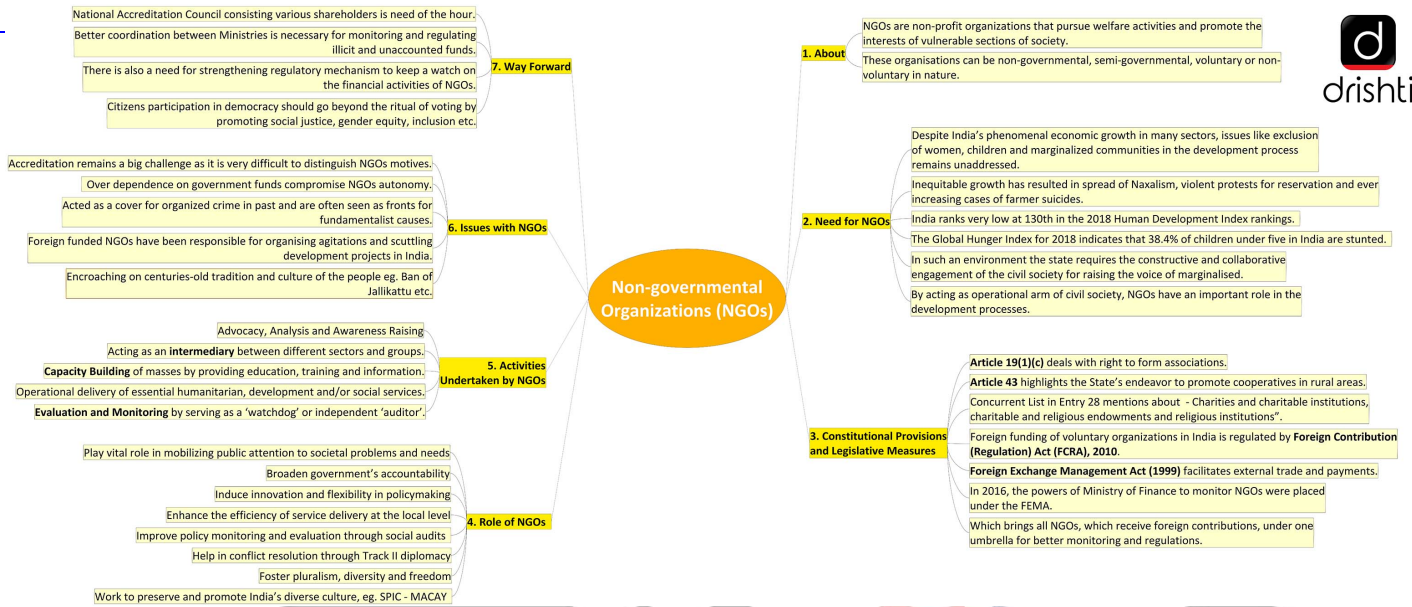 Non-governmental
Organizations (NGOs)
1. About
NGOs are non-profit organizations that pursue welfare activities and promote the
interests of vulnerable sections of society.
These organisations can be non-governmental, semi-governmental, voluntary or non-
voluntary in nature.
drishti
2. Need for NGOs
Despite India’s phenomenal economic growth in many sectors, issues like exclusion
of women, children and marginalized communities in the development process
remains unaddressed.
Inequitable growth has resulted in spread of Naxalism, violent protests for reservation and ever
increasing cases of farmer suicides.
India ranks very low at 130th in the 2018 Human Development Index rankings.
The Global Hunger Index for 2018 indicates that 38.4% of children under five in India are stunted.
In such an environment the state requires the constructive and collaborative
engagement of the civil society for raising the voice of marginalised.
By acting as operational arm of civil society, NGOs have an important role in the
development processes.
3. Constitutional Provisions
and Legislative Measures
Article 19(1)(c) deals with right to form associations.
Article 43 highlights the State’s endeavor to promote cooperatives in rural areas.
Concurrent List in Entry 28 mentions about - Charities and charitable institutions,
charitable and religious endowments and religious institutions”.
Foreign funding of voluntary organizations in India is regulated by Foreign Contribution
(Regulation) Act (FCRA), 2010.
Foreign Exchange Management Act (1999) facilitates external trade and payments.
In 2016, the powers of Ministry of Finance to monitor NGOs were placed
under the FEMA.
Which brings all NGOs, which receive foreign contributions, under one
umbrella for better monitoring and regulations.
4. Role of NGOs
Play vital role in mobilizing public attention to societal problems and needs
Broaden government’s accountability
Induce innovation and flexibility in policymaking
Enhance the efficiency of service delivery at the local level
Improve policy monitoring and evaluation through social audits
Help in conflict resolution through Track II diplomacy
Foster pluralism, diversity and freedom
Work to preserve and promote India’s diverse culture, eg. SPIC - MACAY
5. Activities
Undertaken by NGOs
Advocacy, Analysis and Awareness Raising
Acting as an intermediary between different sectors and groups.
Capacity Building of masses by providing education, training and information.
Operational delivery of essential humanitarian, development and/or social services.
Evaluation and Monitoring by serving as a ‘watchdog’ or independent ‘auditor’.
6. Issues with NGOs
Accreditation remains a big challenge as it is very difficult to distinguish NGOs motives.
Over dependence on government funds compromise NGOs autonomy.
Acted as a cover for organized crime in past and are often seen as fronts for
fundamentalist causes.
Foreign funded NGOs have been responsible for organising agitations and scuttling
development projects in India.
Encroaching on centuries-old tradition and culture of the people eg. Ban of
Jallikattu etc.
7. Way Forward
National Accreditation Council consisting various shareholders is need of the hour.
Better coordination between Ministries is necessary for monitoring and regulating
illicit and unaccounted funds.
There is also a need for strengthening regulatory mechanism to keep a watch on
the financial activities of NGOs.
Citizens participation in democracy should go beyond the ritual of voting by
promoting social justice, gender equity, inclusion etc.